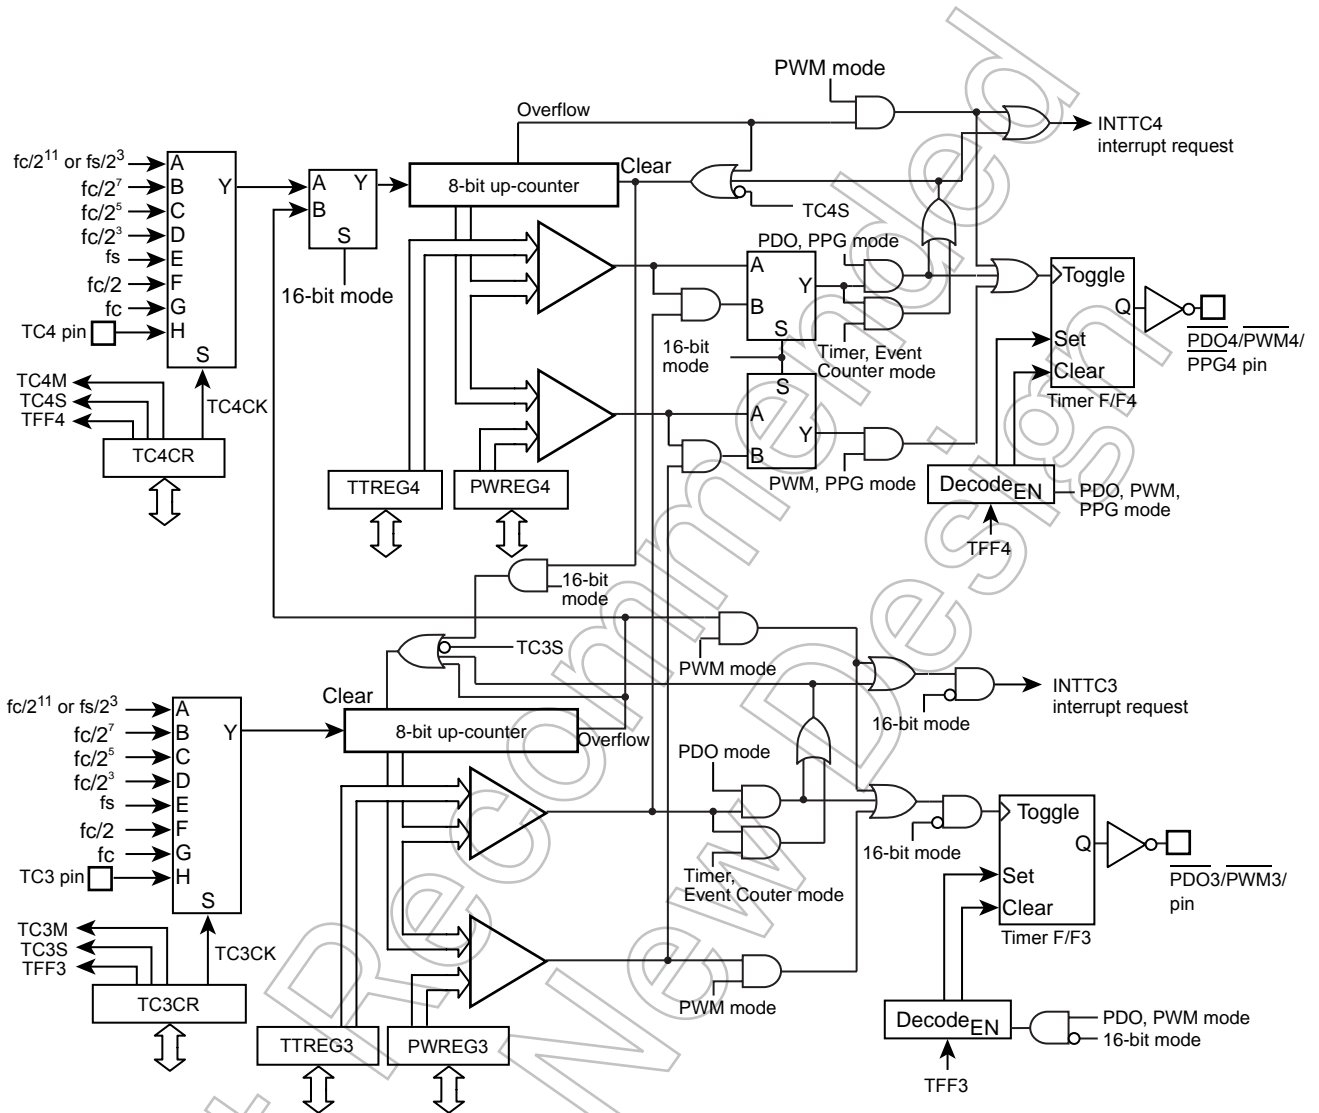 PWM mode
Overflow
INTTC4
interrupt request
fc/2¹¹ or fs/2³
fc/2⁷
fc/2⁵
fc/2³
fs
fc/2
fc
TC4 pin
A
B
C
D
E
F
G
H
Y
S
A
B
Y
S
16-bit mode
Clear
8-bit up-counter
TC4S
PDO, PPG mode
A
B
Y
S
16-bit
mode
Timer, Event
Counter mode
S
A
B
Y
PWM, PPG mode
Toggle
Q
Set
Clear
Timer F/F4
PDO4/PWM4/
PPG4 pin
TC4M
TC4S
TFF4
TC4CK
TC4CR
TTREG4
PWREG4
Decode EN
PDO, PWM,
PPG mode
TFF4
16-bit
mode
TC3S
PWM mode
INTTC3
interrupt request
16-bit mode
Clear
8-bit up-counter
Overflow
fc/2¹¹ or fs/2³
fc/2⁷
fc/2⁵
fc/2³
fs
fc/2
fc
TC3 pin
A
B
C
D
E
F
G
H
Y
S
PDO mode
Timer,
Event Couter mode
16-bit mode
Toggle
Q
Set
Clear
Timer F/F3
PDO3/PWM3/
pin
TC3M
TC3S
TFF3
TC3CK
TC3CR
TTREG3
PWREG3
PWM mode
Decode EN
PDO, PWM mode
16-bit mode
TFF3
Recommended
New Design